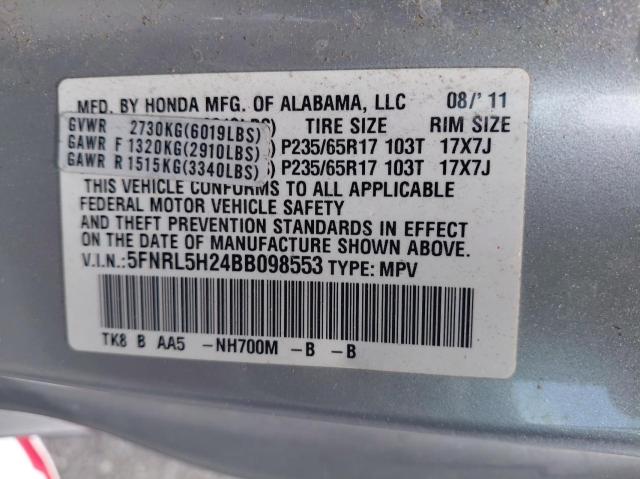 MFD. BY HONDA MFG. OF ALABAMA, LLC 08/'11
GVWR 2730KG(6019LBS) TIRE SIZE RIM SIZE
GAWR F 1320KG(2910LBS) P235/65R17 103T 17X7J
GAWR R 1515KG(3340LBS) P235/65R17 103T 17X7J
THIS VEHICLE CONFORMS TO ALL APPLICABLE
FEDERAL MOTOR VEHICLE SAFETY
AND THEFT PREVENTION STANDARDS IN EFFECT
ON THE DATE OF MANUFACTURE SHOWN ABOVE.
V.I.N.:5FNRL5H24BB098553 TYPE: MPV
TK8 B AA5 -NH700M -B -B